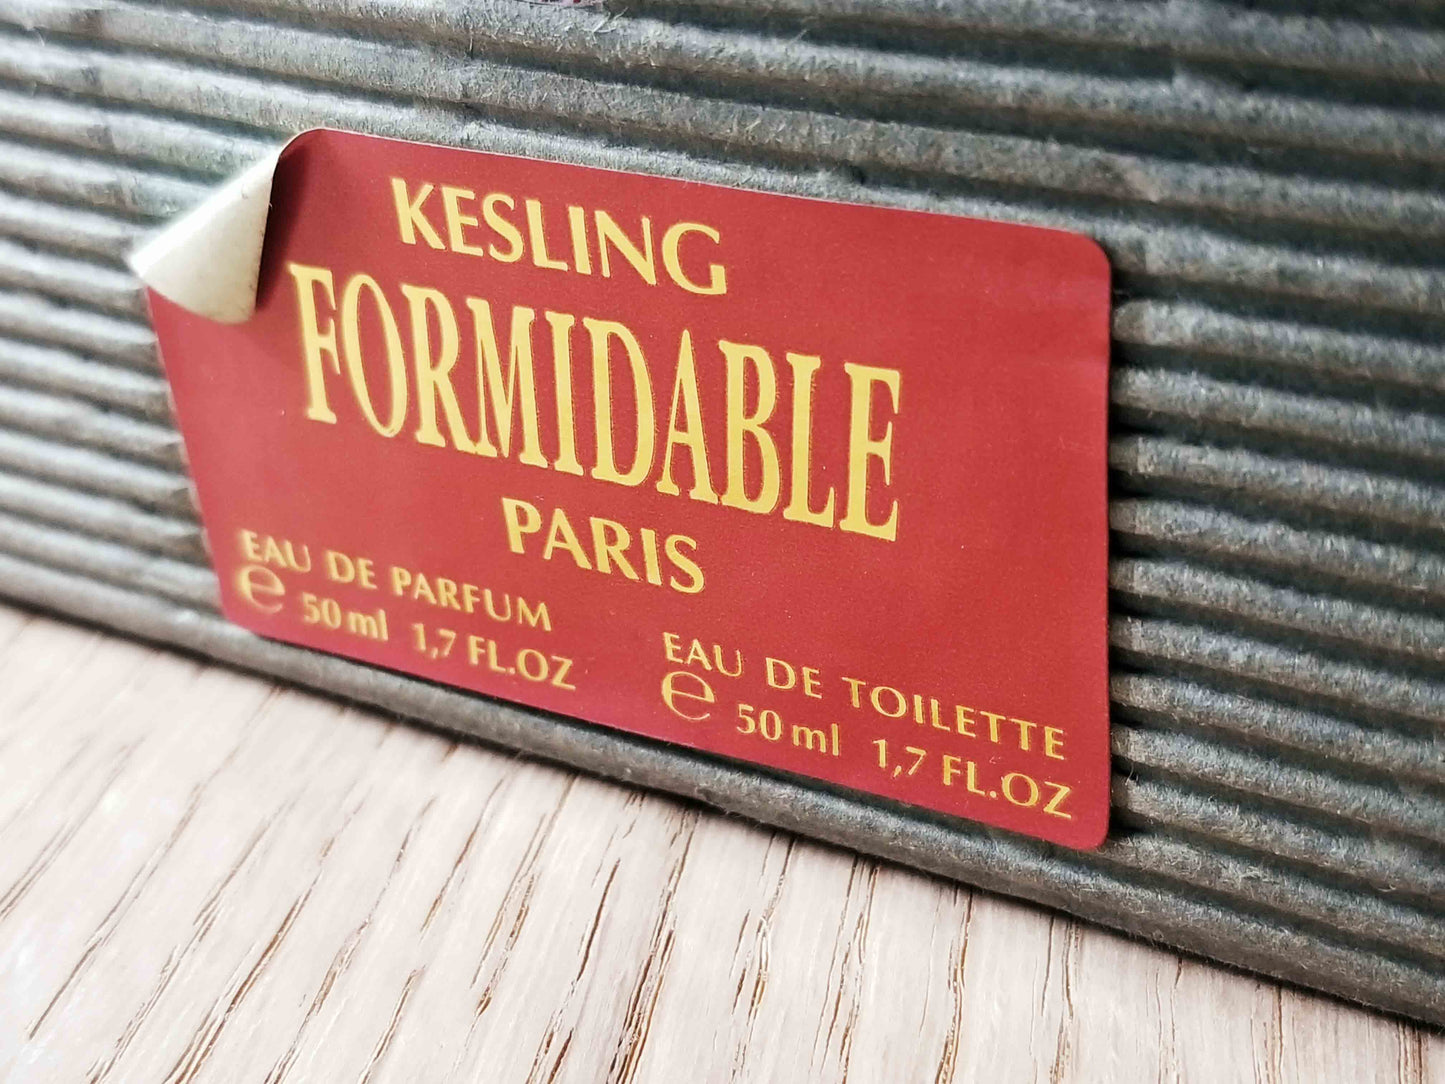 KESLING
FORMIDABLE
PARIS
EAU DE PARFUM
℮ 50 ml 1,7 FL.OZ
EAU DE TOILETTE
℮ 50 ml 1,7 FL.OZ